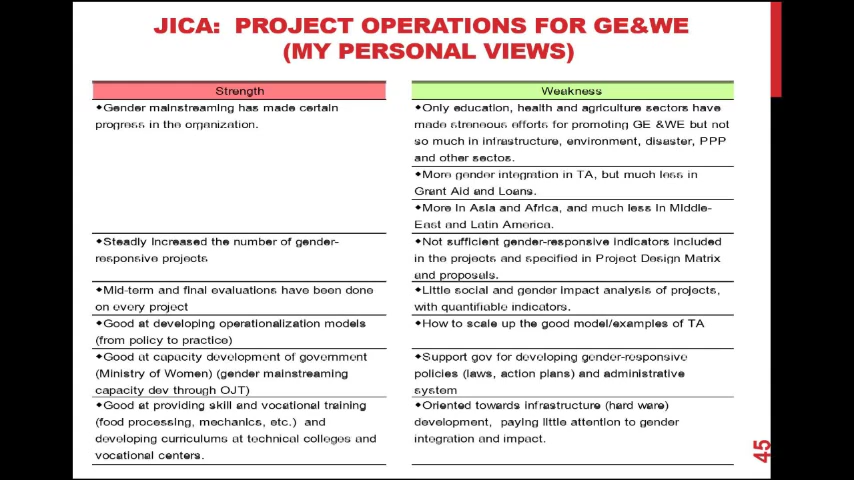 JICA: PROJECT OPERATIONS FOR GE&WE
(MY PERSONAL VIEWS)
Strength
Weakness
◆Gender mainstreaming has made certain
progress in the organization.
◆Only education, health and agriculture sectors have
made streneous efforts for promoting GE &WE but not
so much in infrastructure, environment, disaster, PPP
and other sectos.
◆More gender integration in TA, but much less in
Grant Aid and Loans.
◆More in Asia and Africa, and much less in Middle-
East and Latin America.
◆Steadly increased the number of gender-
responsive projects
◆Not sufficient gender-responsive indicators included
in the projects and specified in Project Design Matrix
and proposals.
◆Mid-term and final evaluations have been done
on every project
◆Little social and gender impact analysis of projects,
with quantifiable indicators.
◆Good at developing operationalization models
(from policy to practice)
◆How to scale up the good model/examples of TA
◆Good at capacity development of government
(Ministry of Women) (gender mainstreaming
capacity dev through OJT)
◆Support gov for developing gender-responsive
policies (laws, action plans) and administrative
system
◆Good at providing skill and vocational training
(food processing, mechanics, etc.) and
developing curriculums at technical colleges and
vocational centers.
◆Oriented towards infrastructure (hard ware)
development, paying little attention to gender
integration and impact.
45